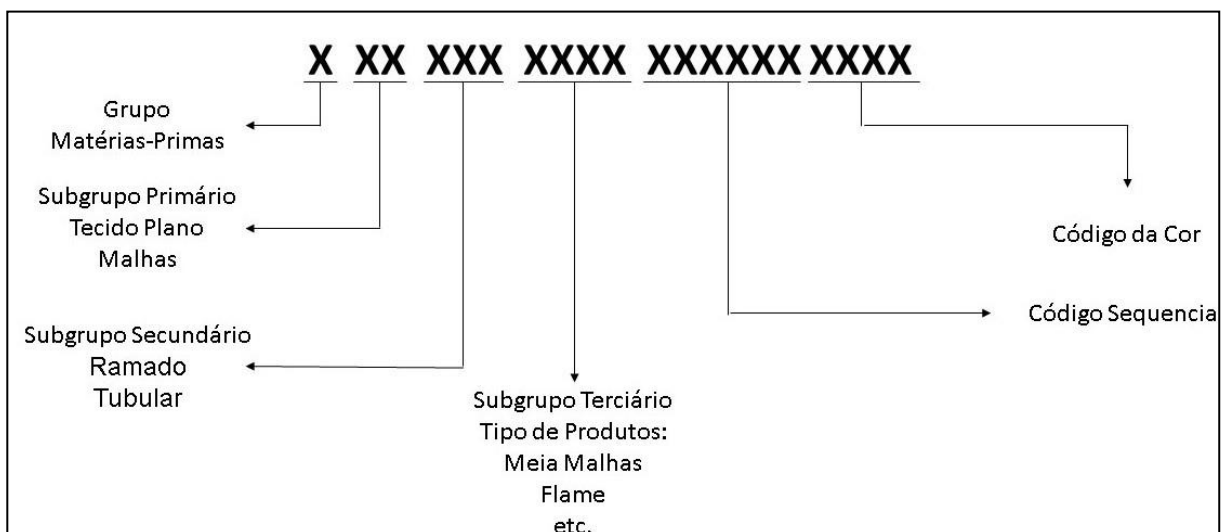 X XX XXX XXXX XXXXXX XXXX
Grupo
Matérias-Primas
Subgrupo Primário
Tecido Plano
Malhas
Subgrupo Secundário
Ramado
Tubular
Subgrupo Terciário
Tipo de Produtos:
Meia Malhas
Flame
etc.
Código da Cor
Código Sequencia